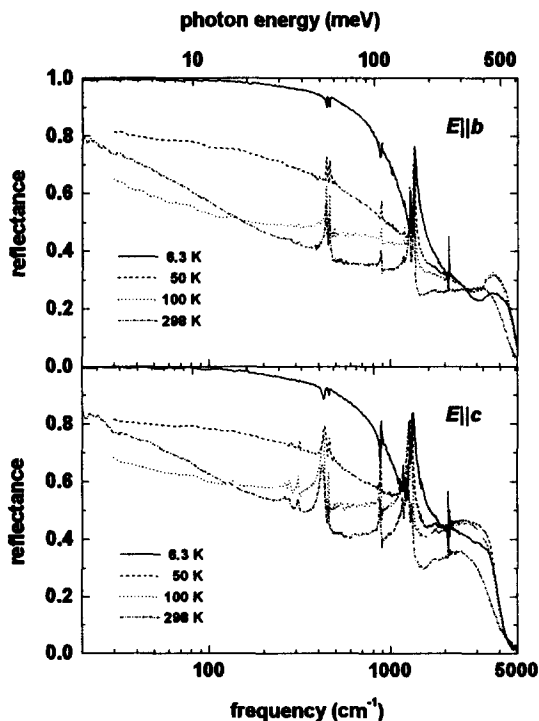 photon energy (meV)
10 100 500
1.0
0.8
0.6
0.4
0.2
0.0
reflectance
E||b
6.3 K
50 K
100 K
298 K
0.8
0.6
0.4
0.2
0.0
reflectance
E||c
6.3 K
50 K
100 K
298 K
100 1000 5000
frequency (cm⁻¹)